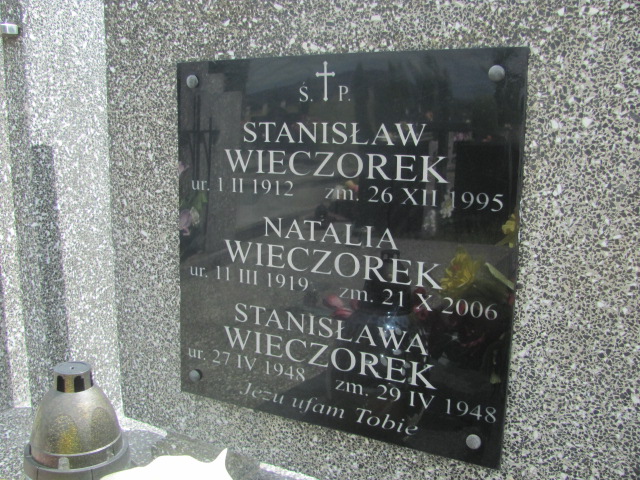 Ś. P.
STANISŁAW
WIECZOREK
ur. 1 II 1912 zm. 26 XII 1995
NATALIA
WIECZOREK
ur. 11 III 1919 zm. 21 X 2006
STANISŁAWA
WIECZOREK
ur. 27 IV 1948 zm. 29 IV 1948
Jezu ufam Tobie